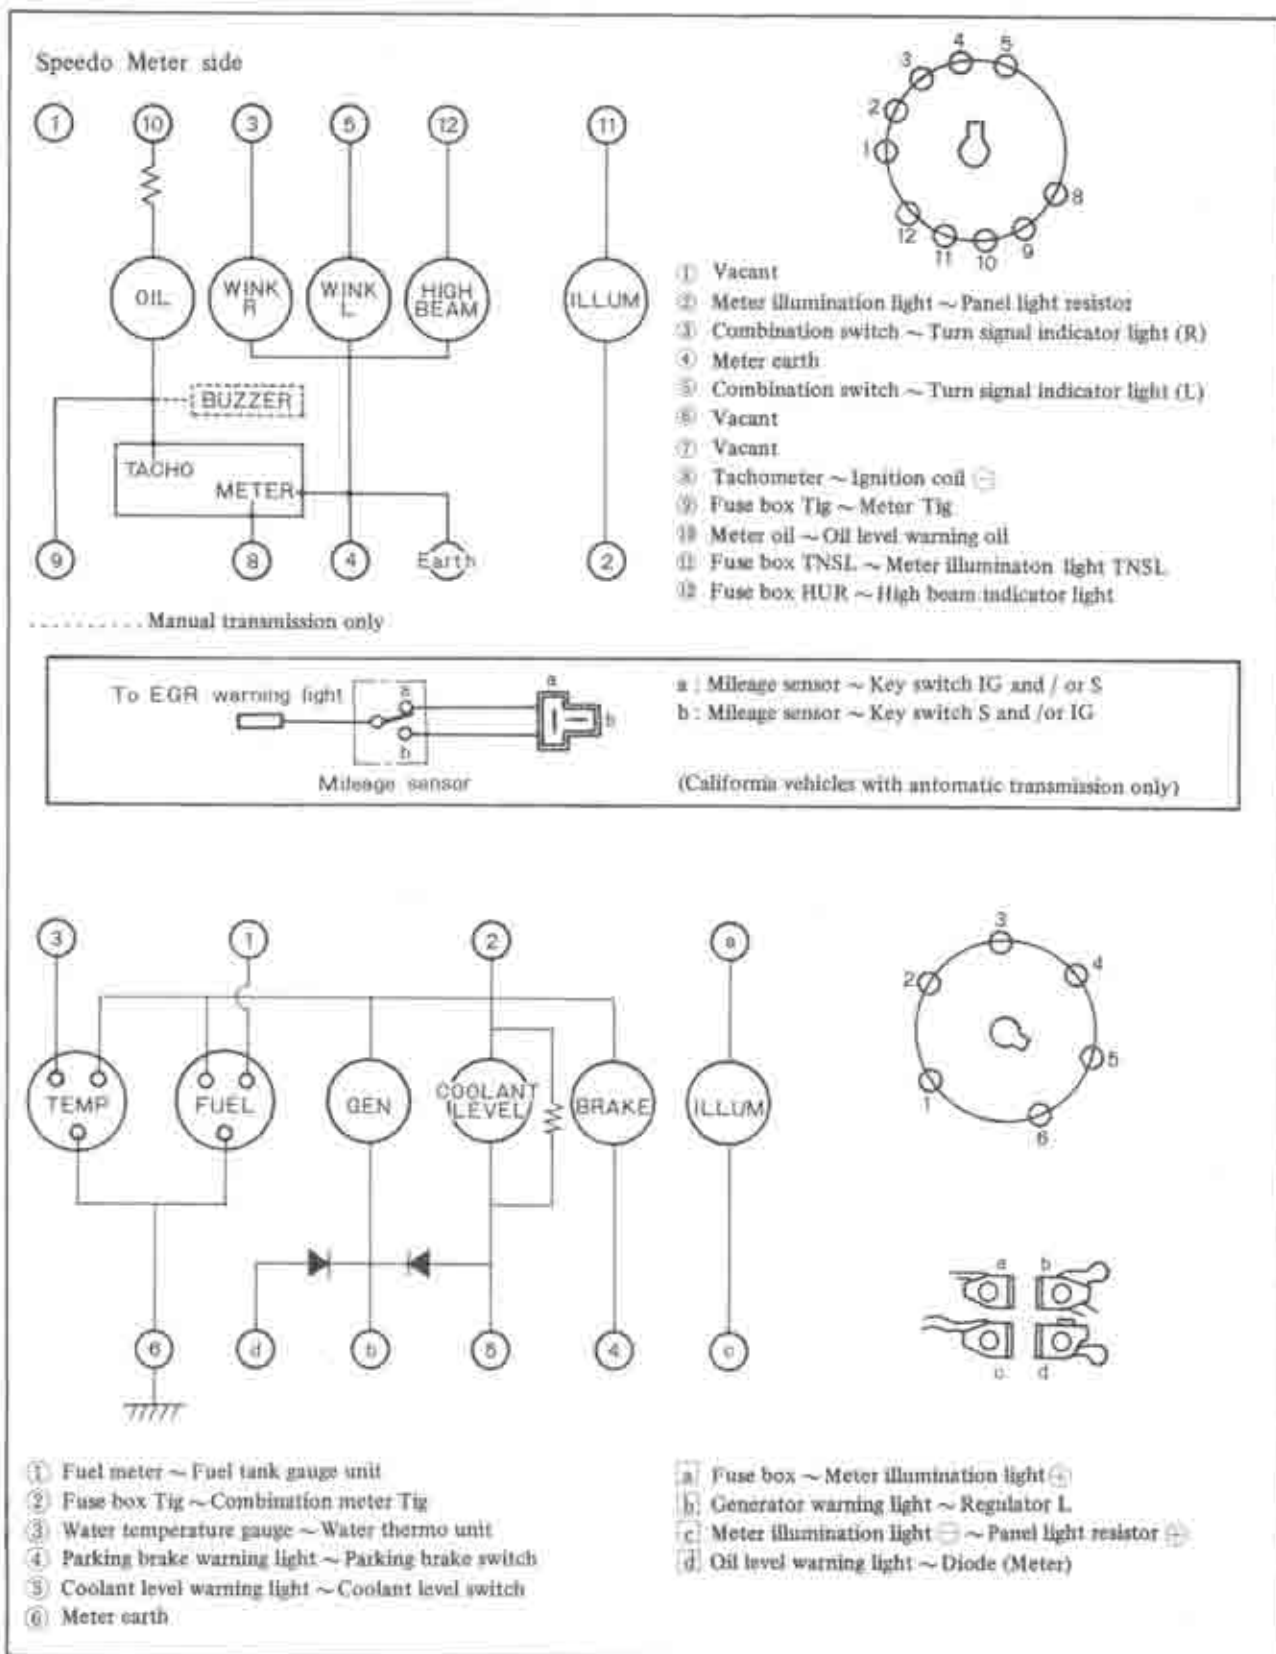 Speedo Meter side
1 10 3 5 12 11
OIL
WINK R
WINK L
HIGH BEAM
ILLUM
BUZZER
TACHO
METER
9 8 4 Earth 2
.......... Manual transmission only
4 5
3
2
1
8
12 11 10 9
① Vacant
② Meter illumination light ~ Panel light resistor
③ Combination switch ~ Turn signal indicator light (R)
④ Meter earth
⑤ Combination switch ~ Turn signal indicator light (L)
⑥ Vacant
⑦ Vacant
⑧ Tachometer ~ Ignition coil ⊖
⑨ Fuse box Tig ~ Meter Tig
⑩ Meter oil ~ Oil level warning oil
⑪ Fuse box TNSL ~ Meter illuminaton light TNSL
⑫ Fuse box HUR ~ High beam indicator light
To EGR warning light
a
b
Mileage sensor
a
b
a : Mileage sensor ~ Key switch IG and / or S
b : Mileage sensor ~ Key switch S and /or IG
(California vehicles with antomatic transmission only)
3 1 2 a
TEMP
FUEL
GEN
COOLANT LEVEL
BRAKE
ILLUM
6 d b 5 4 c
3
2 4
5
1
6
a b
c d
① Fuel meter ~ Fuel tank gauge unit
② Fuse box Tig ~ Combination meter Tig
③ Water temperature gauge ~ Water thermo unit
④ Parking brake warning light ~ Parking brake switch
⑤ Coolant level warning light ~ Coolant level switch
⑥ Meter earth
a Fuse box ~ Meter illumination light ⊕
b Generator warning light ~ Regulator L
c Meter illumination light ⊖ ~ Panel light resistor ⊕
d Oil level warning light ~ Diode (Meter)